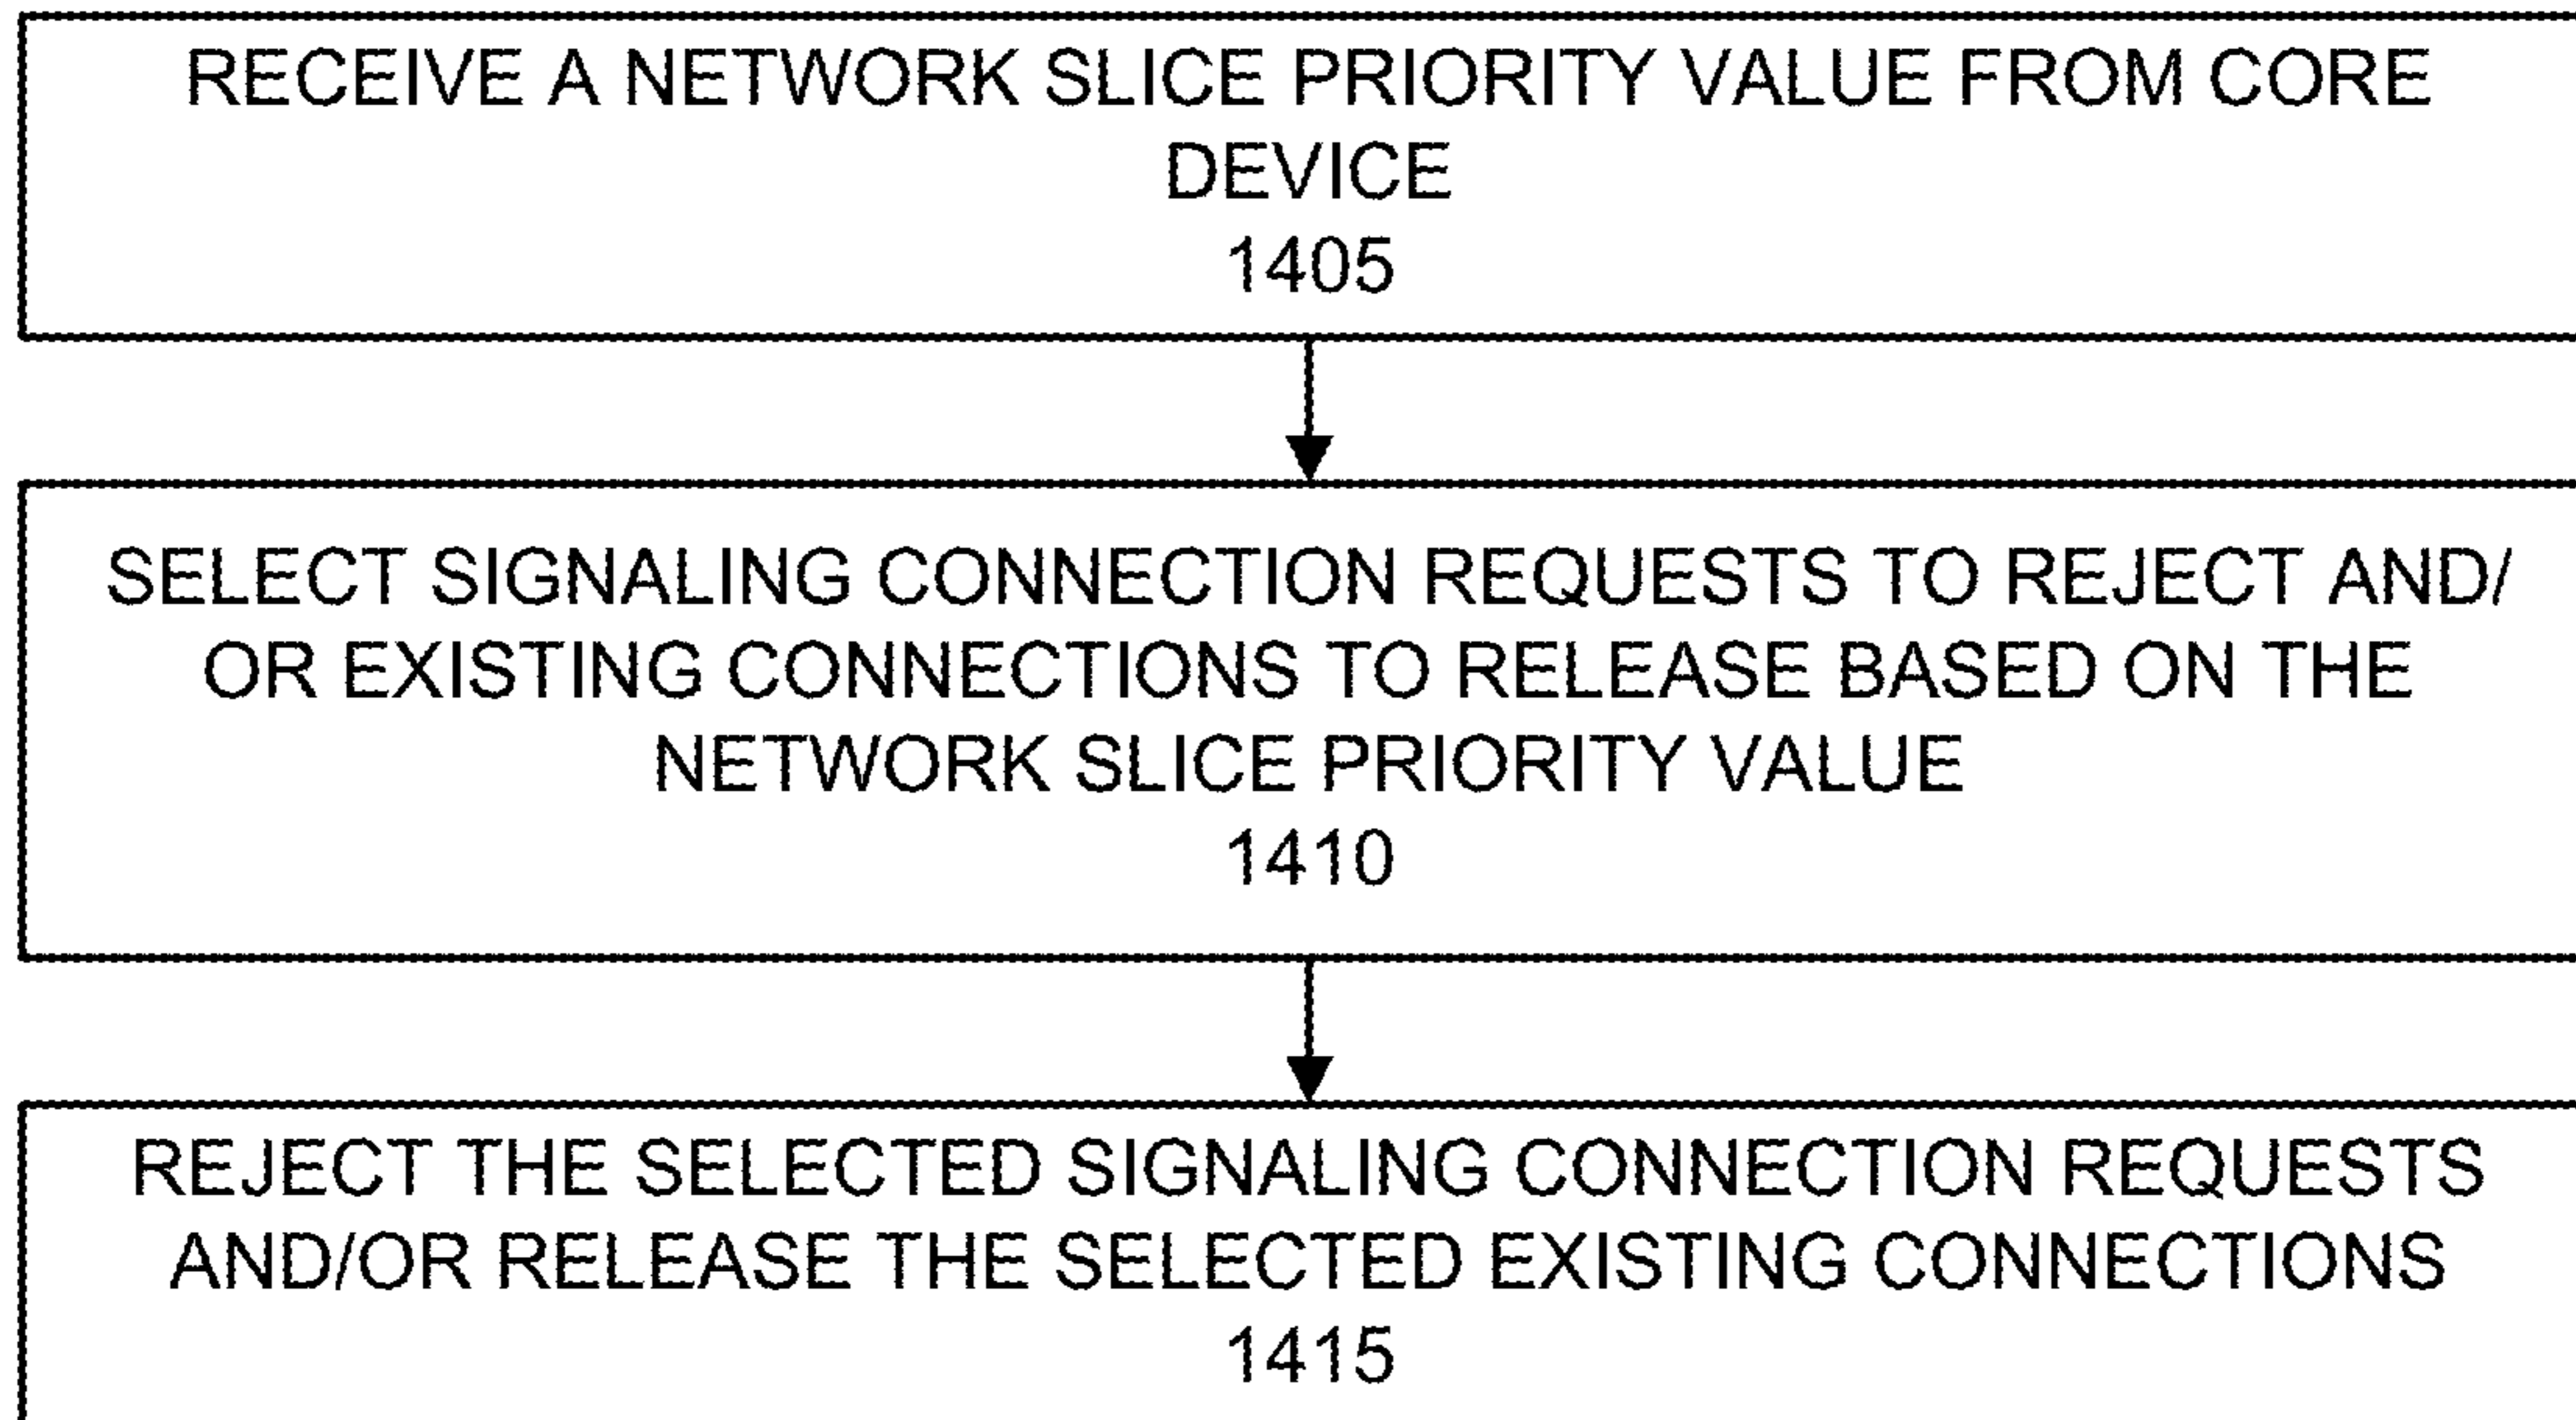 RECEIVE A NETWORK SLICE PRIORITY VALUE FROM CORE
DEVICE
1405
SELECT SIGNALING CONNECTION REQUESTS TO REJECT AND/
OR EXISTING CONNECTIONS TO RELEASE BASED ON THE
NETWORK SLICE PRIORITY VALUE
1410
REJECT THE SELECTED SIGNALING CONNECTION REQUESTS
AND/OR RELEASE THE SELECTED EXISTING CONNECTIONS
1415